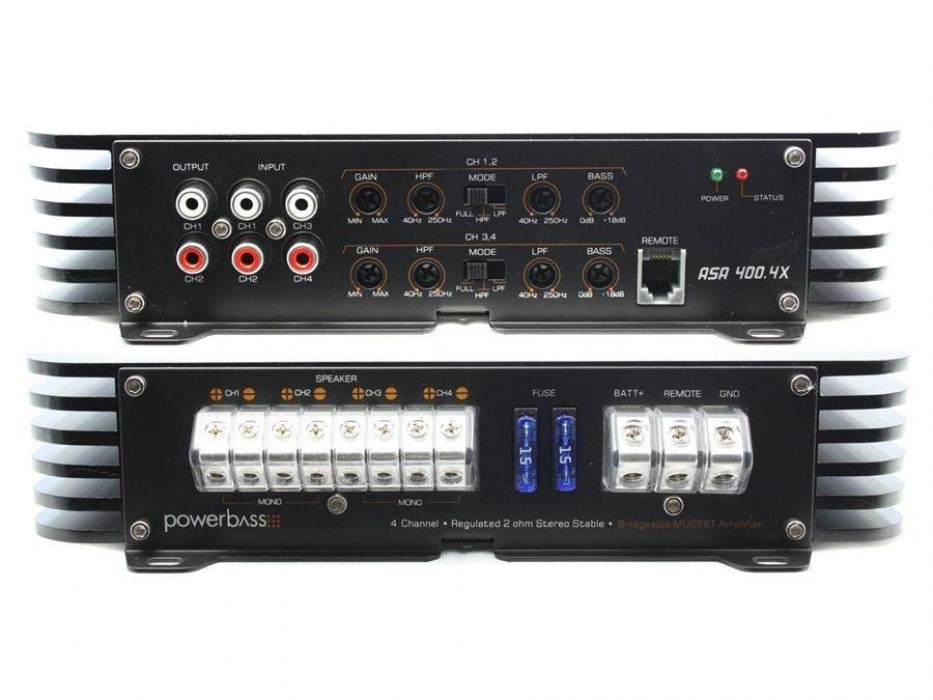 OUTPUT INPUT
CH1 CH1 CH3
CH2 CH2 CH4
CH 1,2
GAIN HPF MODE LPF BASS
MIN MAX 40Hz 250Hz FULL HPF LPF 40Hz 250Hz 0dB -18dB
CH 3,4
GAIN HPF MODE LPF BASS
MIN MAX 40Hz 250Hz FULL HPF LPF 40Hz 250Hz 0dB -18dB
REMOTE
POWER STATUS
ASA 400.4X
SPEAKER
CH1 CH2 CH3 CH4
FUSE
15 15
BATT+ REMOTE GND
MONO MONO
powerbass
4 Channel • Regulated 2 ohm Stereo Stable • Bridgeable MOSFET Amplifier